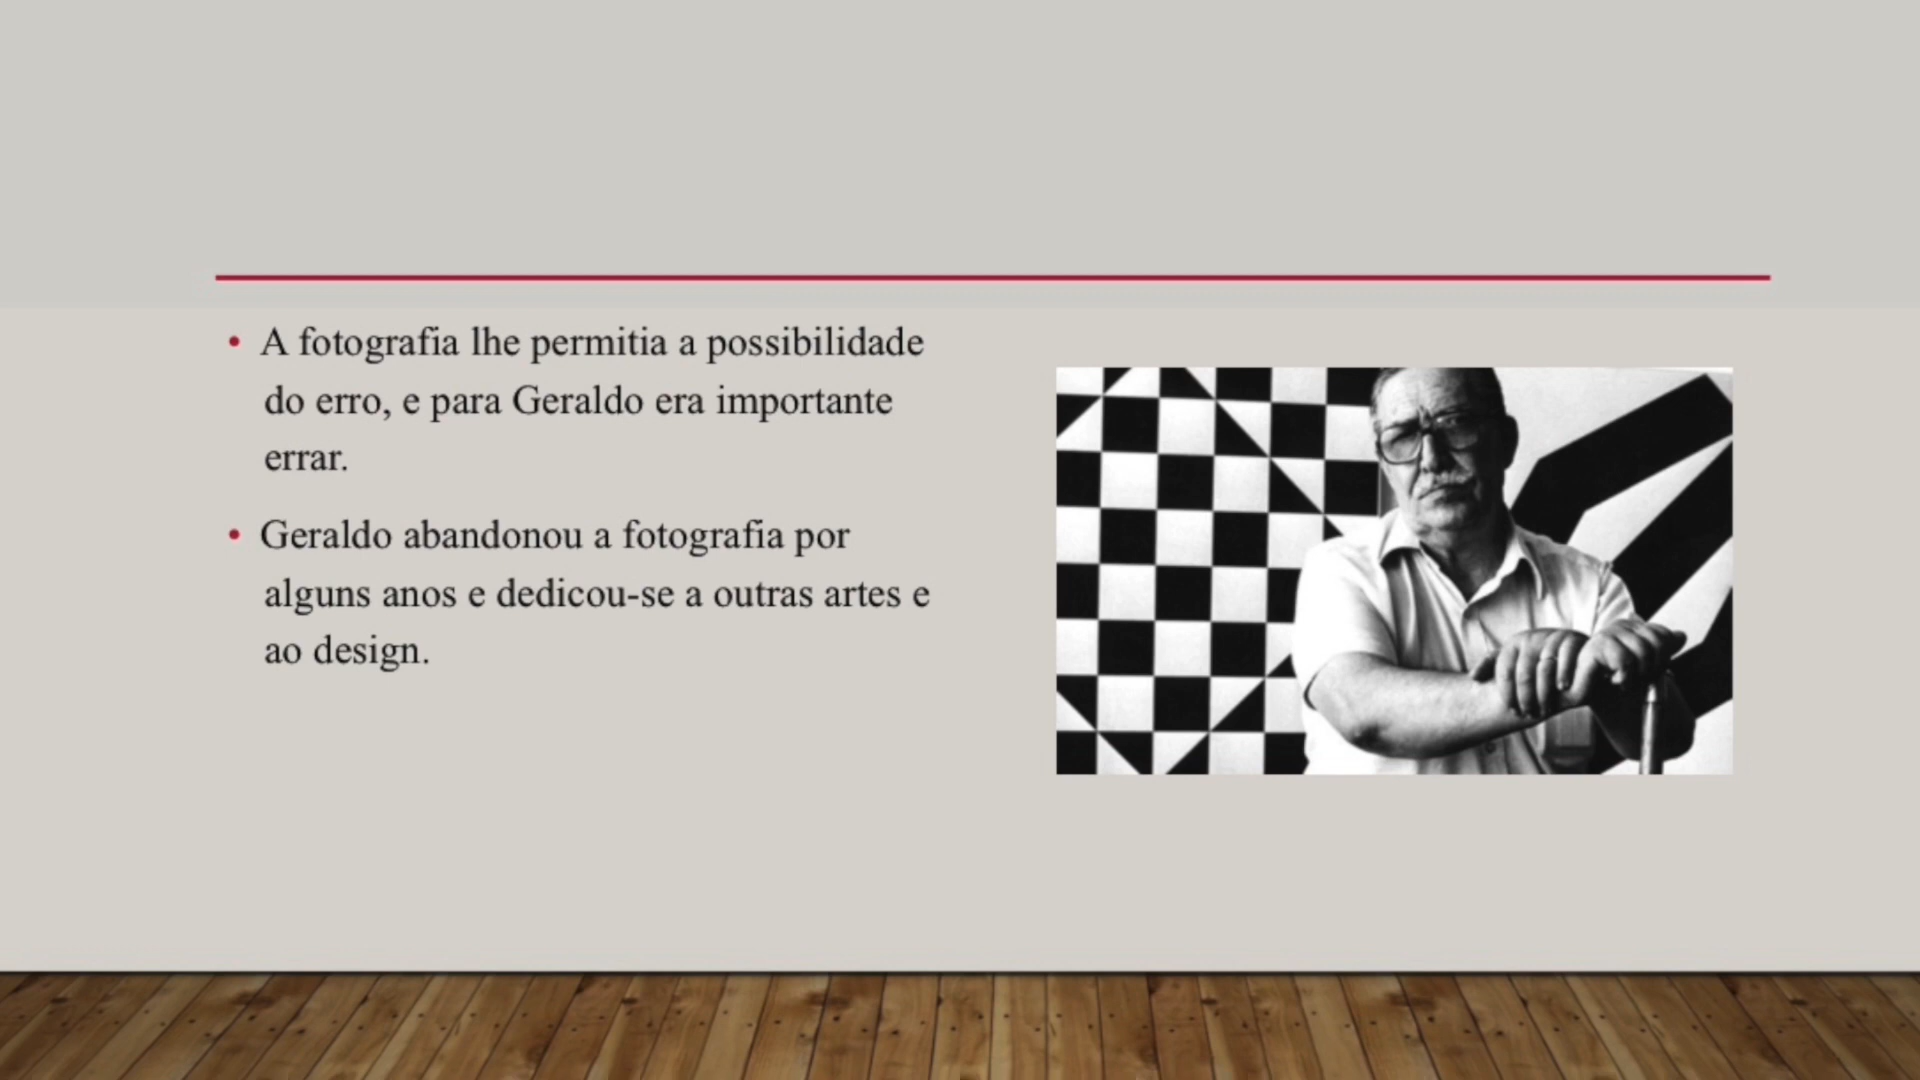 • A fotografia lhe permitia a possibilidade
do erro, e para Geraldo era importante
errar.
• Geraldo abandonou a fotografia por
alguns anos e dedicou-se a outras artes e
ao design.